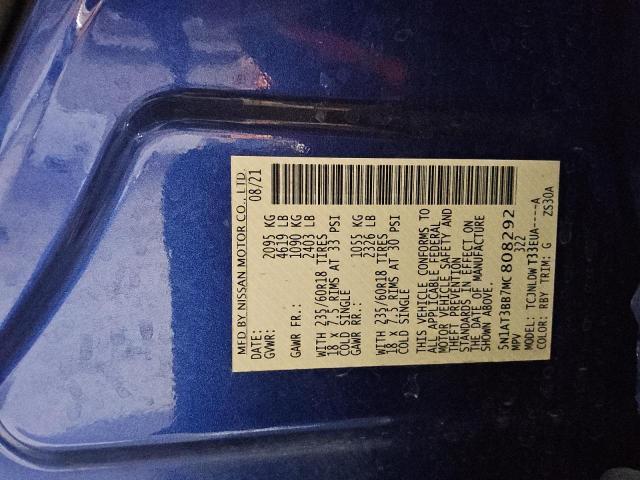 MFD BY NISSAN MOTOR CO., LTD.
DATE: 08/21
GVWR: 2095 KG
4619 LB
GAWR FR.: 1090 KG
2403 LB
WITH 235/60R18 TIRES
18 X 7.5 RIMS AT 33 PSI
COLD SINGLE
GAWR RR.: 1055 KG
2326 LB
WITH 235/60R18 TIRES
18 X 7.5 RIMS AT 30 PSI
COLD SINGLE
THIS VEHICLE CONFORMS TO
ALL APPLICABLE FEDERAL
MOTOR VEHICLE SAFETY AND
THEFT PREVENTION
STANDARDS IN EFFECT ON
THE DATE OF MANUFACTURE
SHOWN ABOVE.
5N1AT3BB7MC808292
MPV 322
MODEL: TCJNLDWT33EUA----A
COLOR: RBY TRIM: G ZS30A